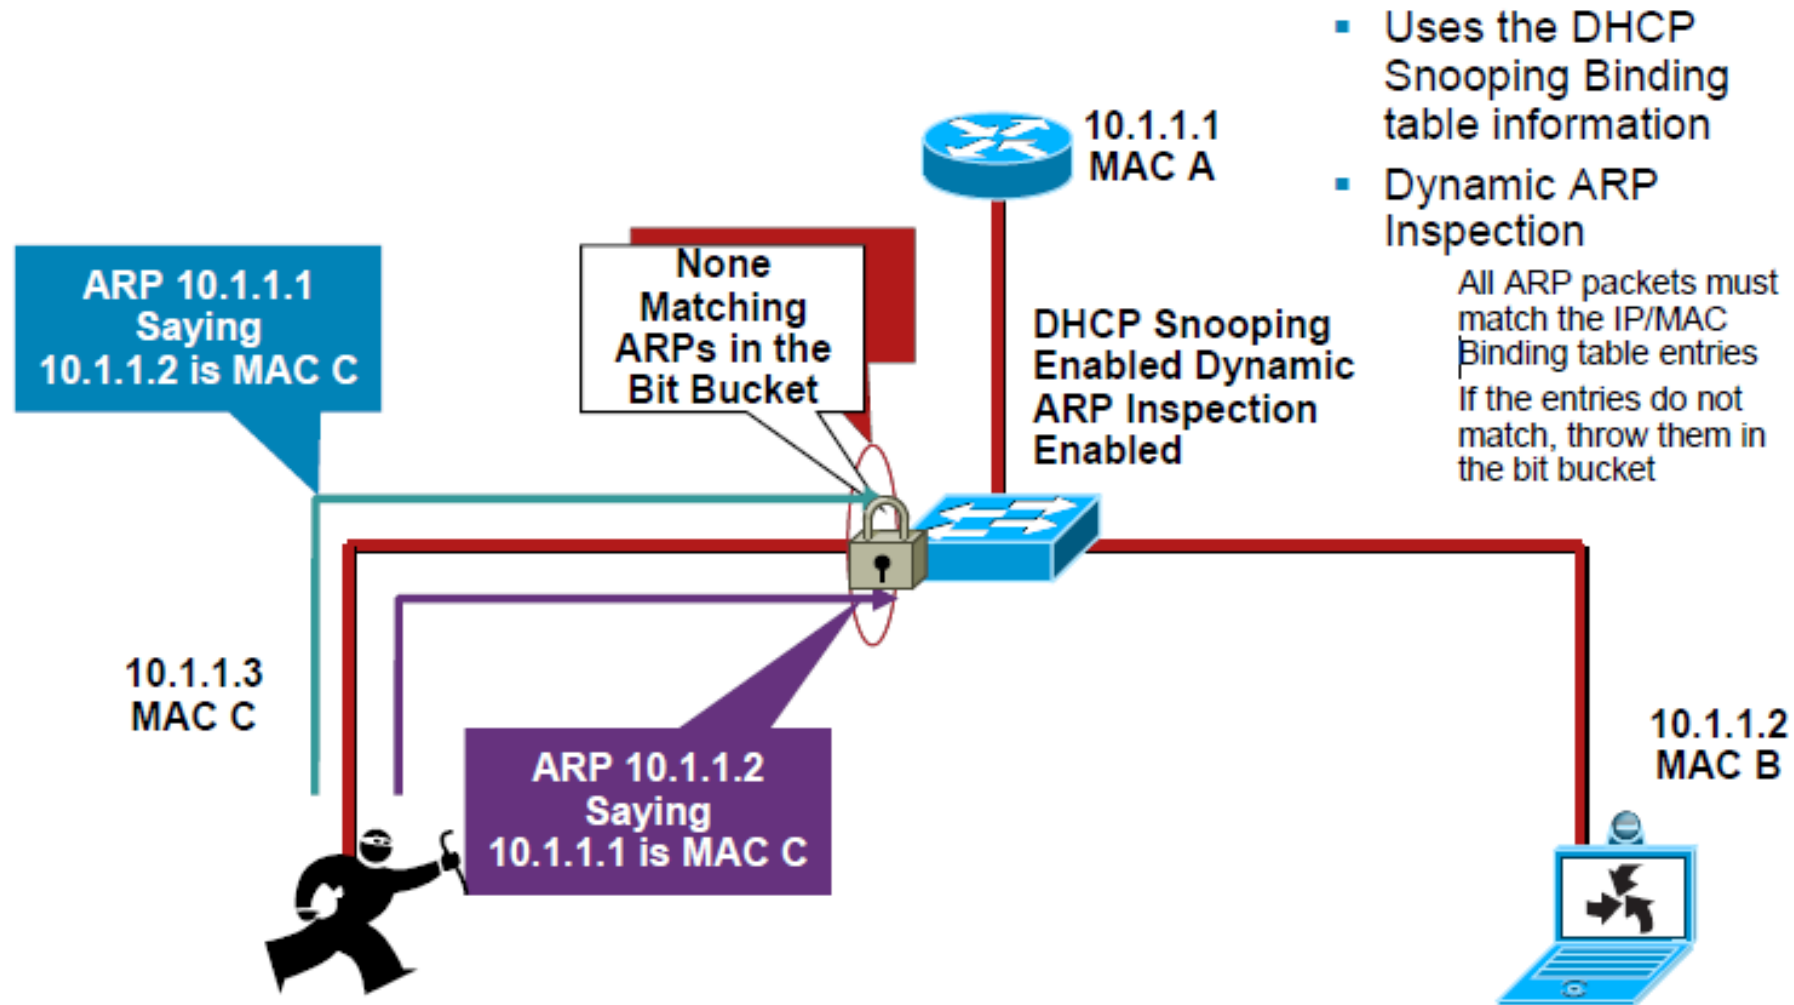 Uses the DHCP
Snooping Binding
table information
Dynamic ARP
Inspection
All ARP packets must
match the IP/MAC
Binding table entries
If the entries do not
match, throw them in
the bit bucket
10.1.1.1
MAC A
ARP 10.1.1.1
Saying
10.1.1.2 is MAC C
None
Matching
ARPs in the
Bit Bucket
DHCP Snooping
Enabled Dynamic
ARP Inspection
Enabled
10.1.1.3
MAC C
ARP 10.1.1.2
Saying
10.1.1.1 is MAC C
10.1.1.2
MAC B